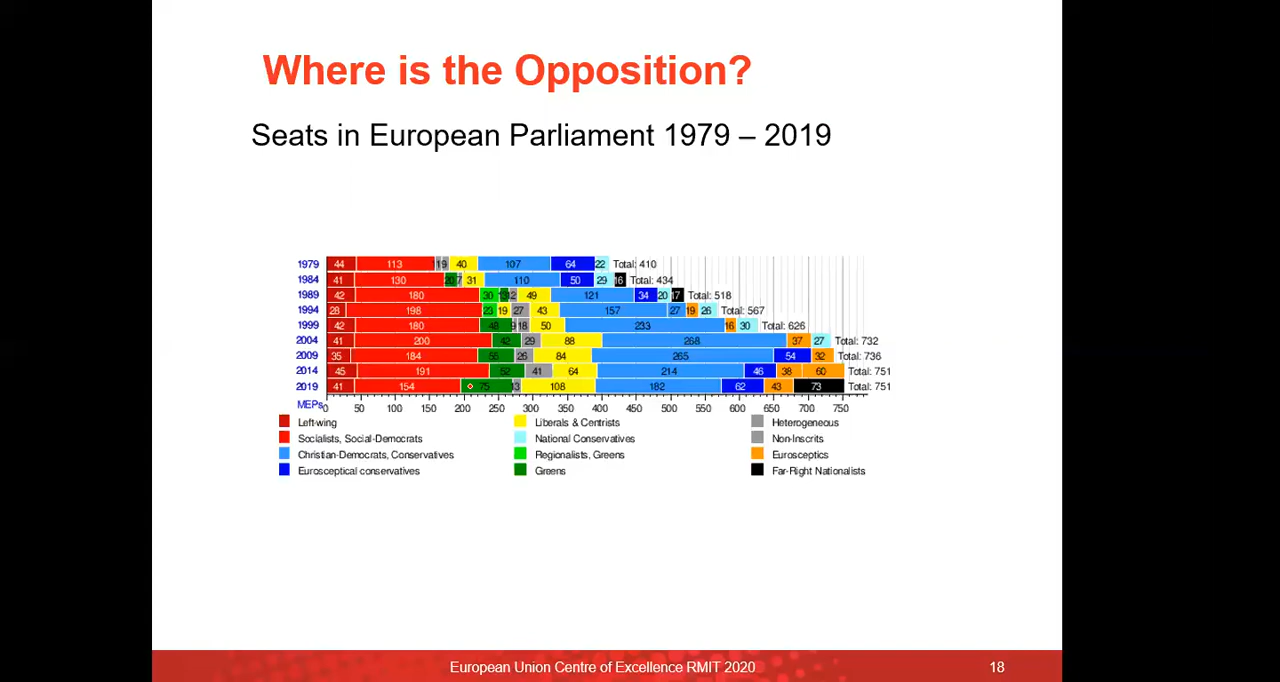 Where is the Opposition?
Seats in European Parliament 1979 – 2019
1979 44 113 19 40 107 64 22 Total: 410
1984 41 130 7 31 110 50 29 16 Total: 434
1989 42 180 30 12 49 121 34 20 17 Total: 518
1994 28 198 23 19 27 43 157 27 19 26 Total: 567
1999 42 180 48 9 18 50 233 16 30 Total: 626
2004 41 200 42 29 88 268 37 27 Total: 732
2009 35 184 55 26 84 265 54 32 Total: 736
2014 45 191 52 41 64 214 46 38 60 Total: 751
2019 41 154 75 13 108 182 62 43 73 Total: 751
MEPs 0 50 100 150 200 250 300 350 400 450 500 550 600 650 700 750
Left-wing Liberals & Centrists Heterogeneous
Socialists, Social-Democrats National Conservatives Non-Inscrits
Christian-Democrats, Conservatives Regionalists, Greens Eurosceptics
Eurosceptical conservatives Greens Far-Right Nationalists
European Union Centre of Excellence RMIT 2020 18